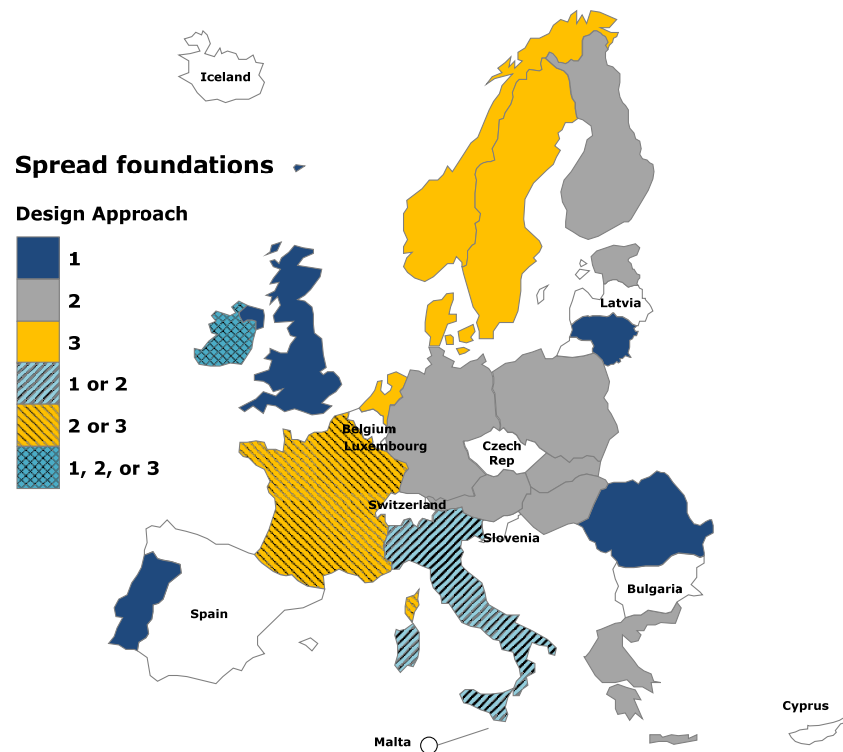 Iceland
Spread foundations
Design Approach
1
2
3
1 or 2
2 or 3
1, 2, or 3
Latvia
Belgium
Luxembourg
Czech
Rep
Switzerland
Slovenia
Bulgaria
Spain
Cyprus
Malta